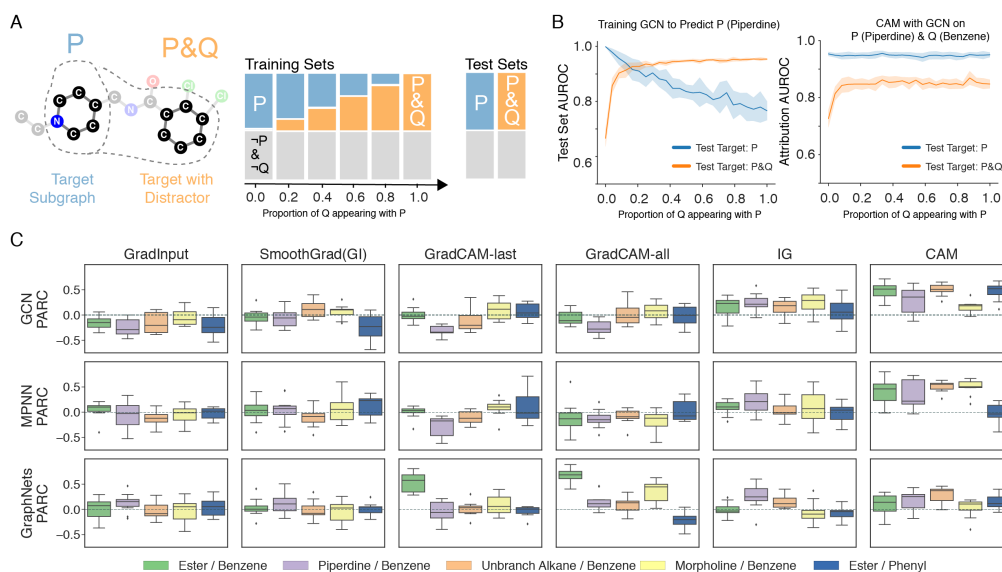 A
P
P&Q
C
C
C
C
C
N
C
C
N
C
O
Cl
Cl
C
C
C
C
C
C
Target
Subgraph
Target with
Distractor
Training Sets
P
P
&
Q
¬P
&
¬Q
0.0 0.2 0.4 0.6 0.8 1.0
Proportion of Q appearing with P
Test Sets
P
P
&
Q
B
Training GCN to Predict P (Piperdine)
Test Set AUROC
1.0
0.8
0.6
Test Target: P
Test Target: P&Q
0.0 0.2 0.4 0.6 0.8 1.0
Proportion of Q appearing with P
CAM with GCN on
P (Piperdine) & Q (Benzene)
Attribution AUROC
1.0
0.9
0.8
0.7
0.6
Test Target: P
Test Target: P&Q
0.0 0.2 0.4 0.6 0.8 1.0
Proportion of Q appearing with P
C
GradInput SmoothGrad(GI) GradCAM-last GradCAM-all IG CAM
GCN
PARC
0.5
0.0
−0.5
MPNN
PARC
0.5
0.0
−0.5
GraphNets
PARC
0.5
0.0
−0.5
Ester / Benzene Piperdine / Benzene Unbranch Alkane / Benzene Morpholine / Benzene Ester / Phenyl